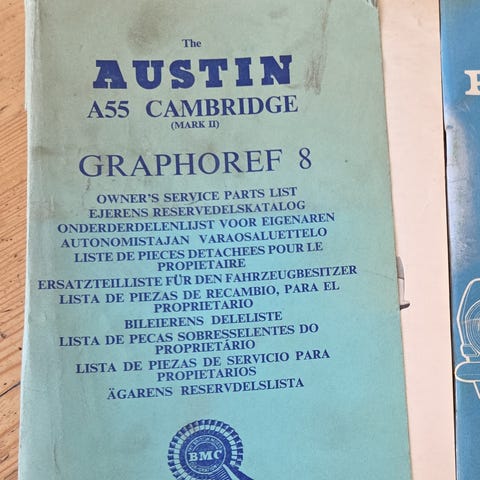 The
AUSTIN
A55 CAMBRIDGE
(MARK II)
GRAPHOREF 8
OWNER'S SERVICE PARTS LIST
EJERENS RESERVEDELSKATALOG
ONDERDERDELENLIJST VOOR EIGENAREN
AUTONOMISTAJAN VARAOSALUETTELO
LISTE DE PIECES DETACHEES POUR LE
PROPIETAIRE
ERSATZTEILLISTE FÜR DEN FAHRZEUGBESITZER
LISTA DE PIEZAS DE RECAMBIO, PARA EL
PROPRIETARIO
BILEIERENS DELELISTE
LISTA DE PECAS SOBRESSELENTES DO
PROPRIETÁRIO
LISTA DE PIEZAS DE SERVICIO PARA
PROPIETARIOS
ÄGARENS RESERVDELSLISTA
BMC